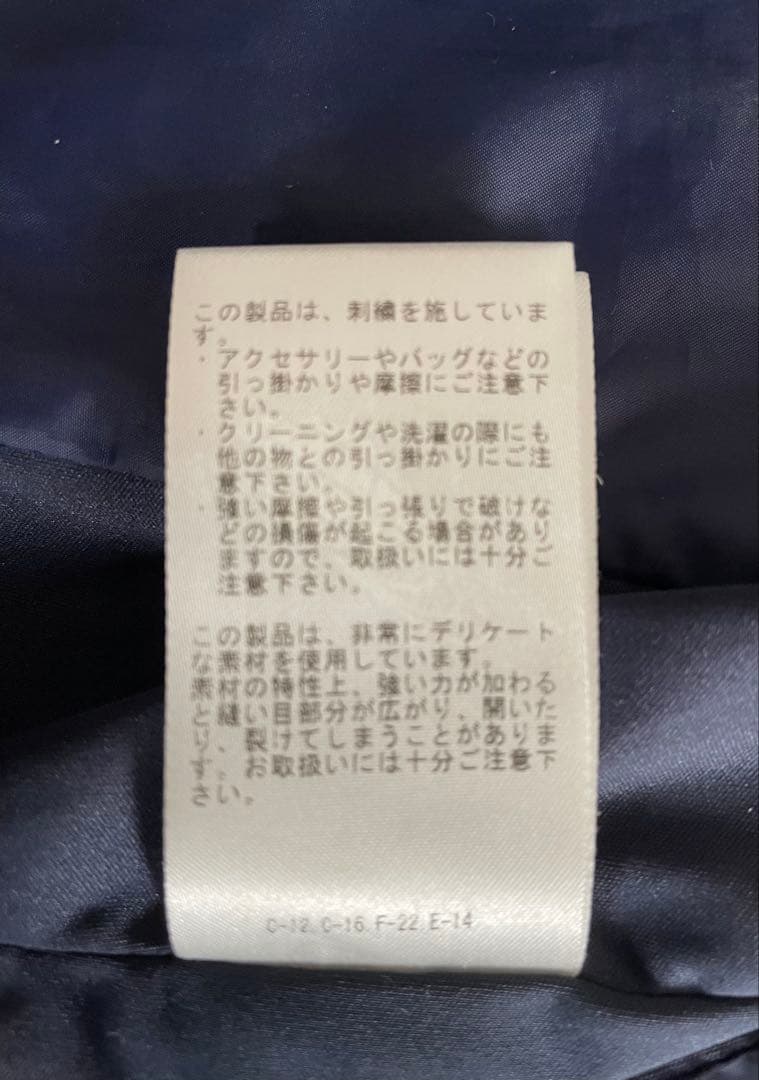 この製品は、刺繍を施していま
す。
・アクセサリーやバッグなどの
引っ掛かりや摩擦にご注意下
さい。
・クリーニングや洗濯の際にも
他の物との引っ掛かりにご注
意下さい。
・強い摩擦や引っ張りで破けな
どの損傷が起こる場合があり
ますので、取扱いには十分ご
注意下さい。
この製品は、非常にデリケート
な素材を使用しています。
素材の特性上、強い力が加わる
と縫い目部分が広がり、開いた
り、裂けてしまうことがありま
す。お取扱いには十分ご注意下
さい。
C-12 C-16 F-22 E-14